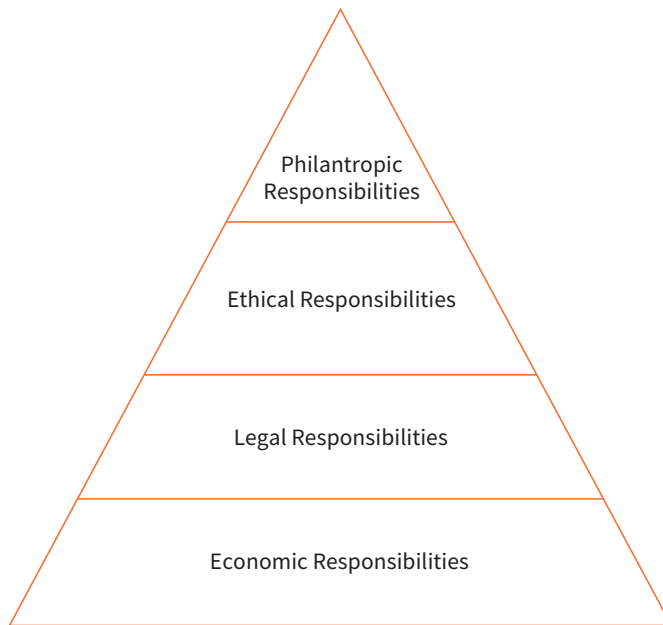 Philantropic
Responsibilities
Ethical Responsibilities
Legal Responsibilities
Economic Responsibilities